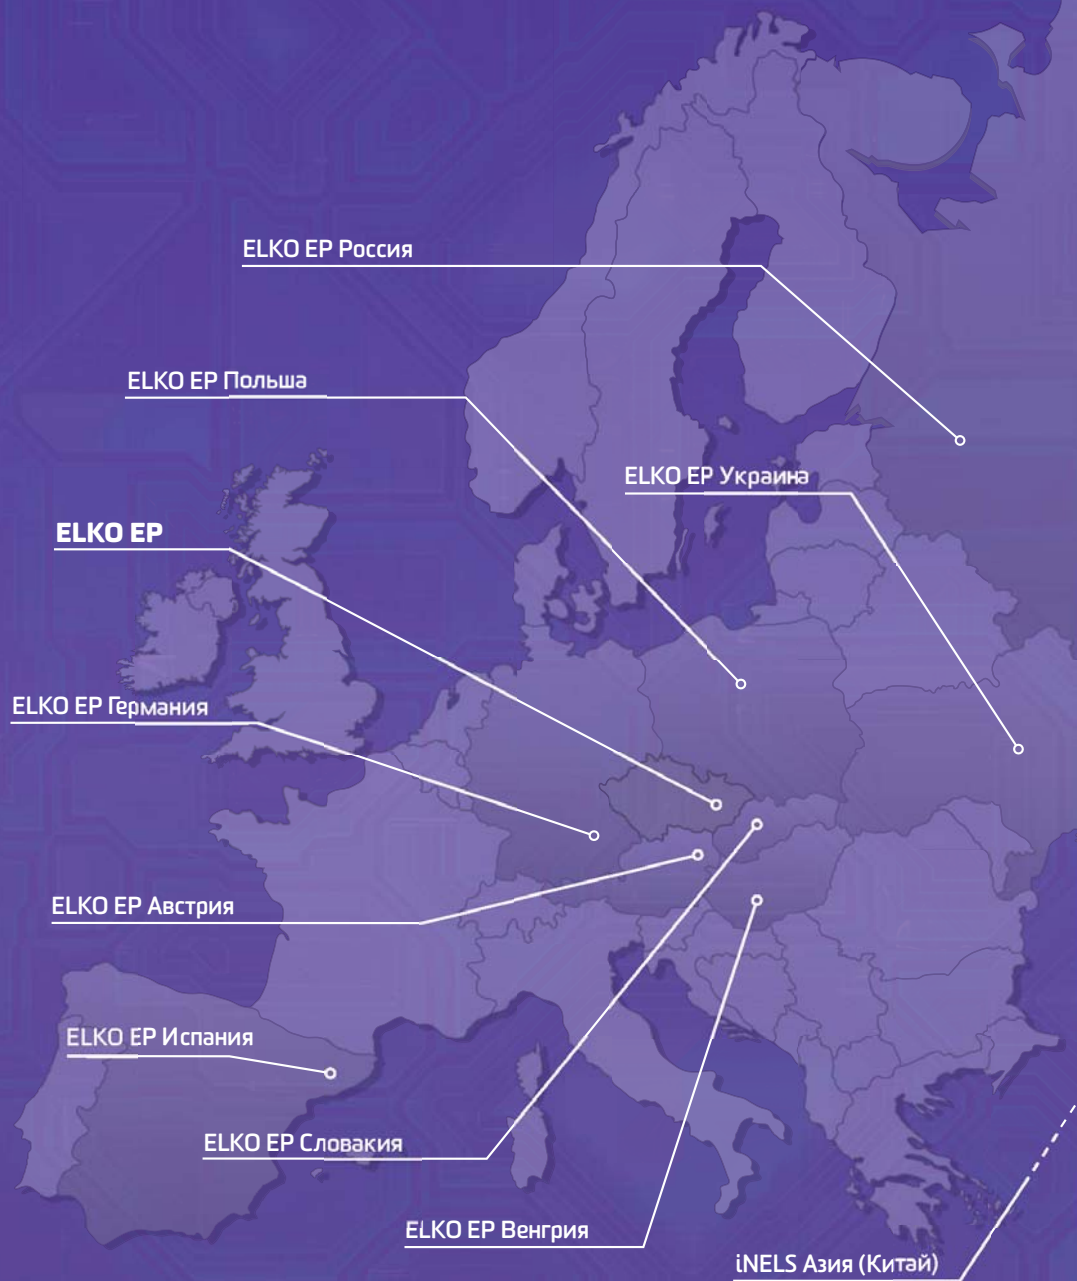 ELKO EP Россия
ELKO EP Польша
ELKO EP Украина
ELKO EP
ELKO EP Германия
ELKO EP Австрия
ELKO EP Испания
ELKO EP Словакия
ELKO EP Венгрия
iNELS Азия (Китай)